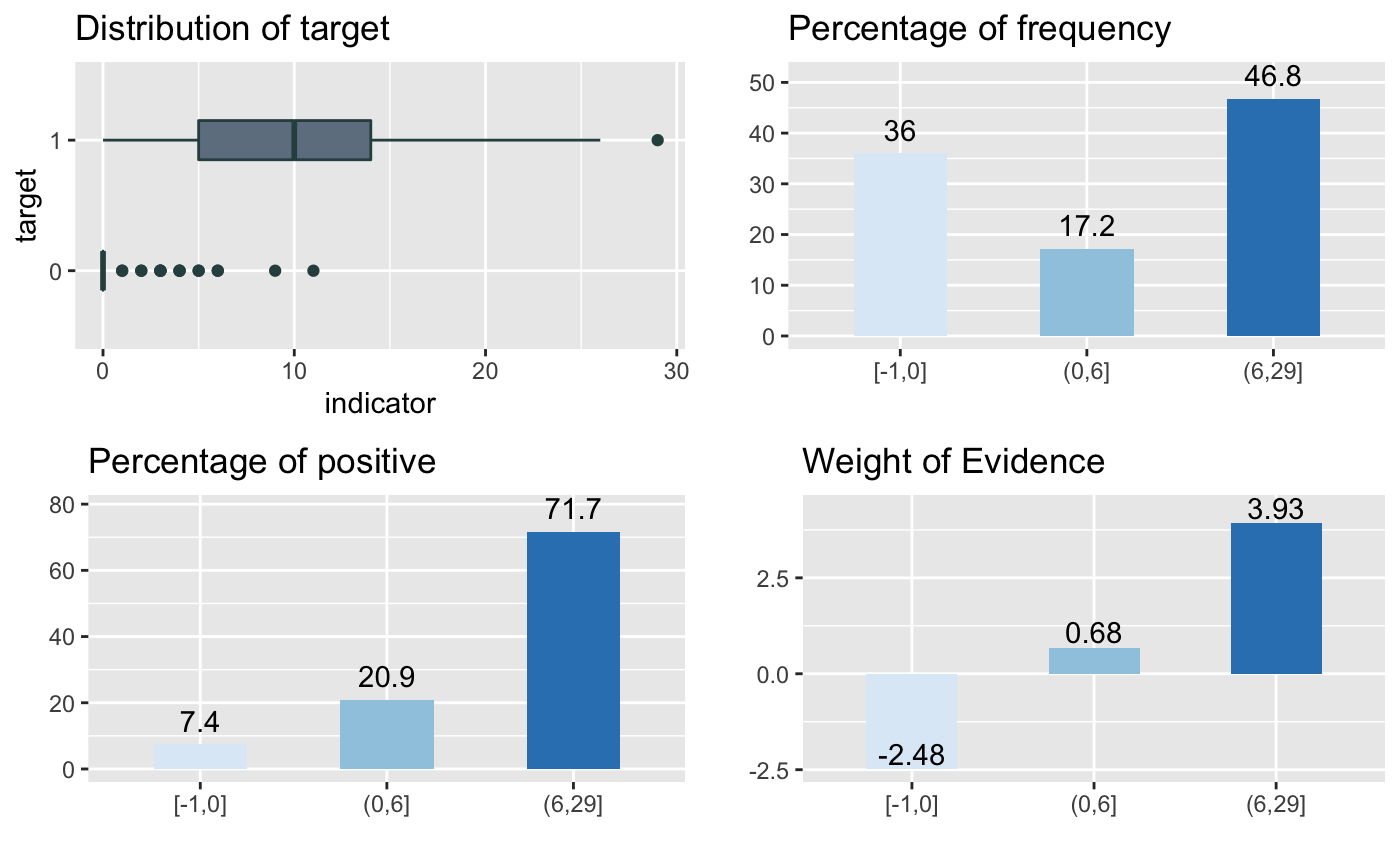 Distribution of target
target
1
0
0 10 20 30
indicator
Percentage of frequency
50
40
30
20
10
0
36
17.2
46.8
[-1,0] (0,6] (6,29]
Percentage of positive
80
60
40
20
0
7.4
20.9
71.7
[-1,0] (0,6] (6,29]
Weight of Evidence
2.5
0.0
-2.5
-2.48
0.68
3.93
[-1,0] (0,6] (6,29]